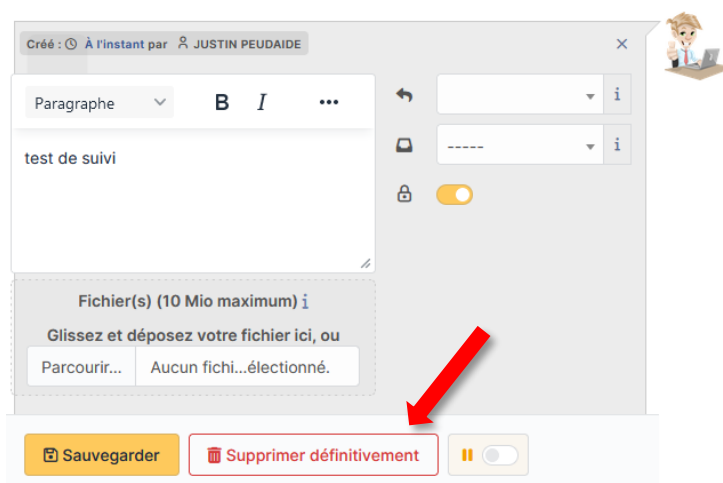 Créé : À l'instant par JUSTIN PEUDAIDE ×
Paragraphe B I •••
i
test de suivi
----- i
Fichier(s) (10 Mio maximum) i
Glissez et déposez votre fichier ici, ou
Parcourir... Aucun fichi...électionné.
Sauvegarder Supprimer définitivement